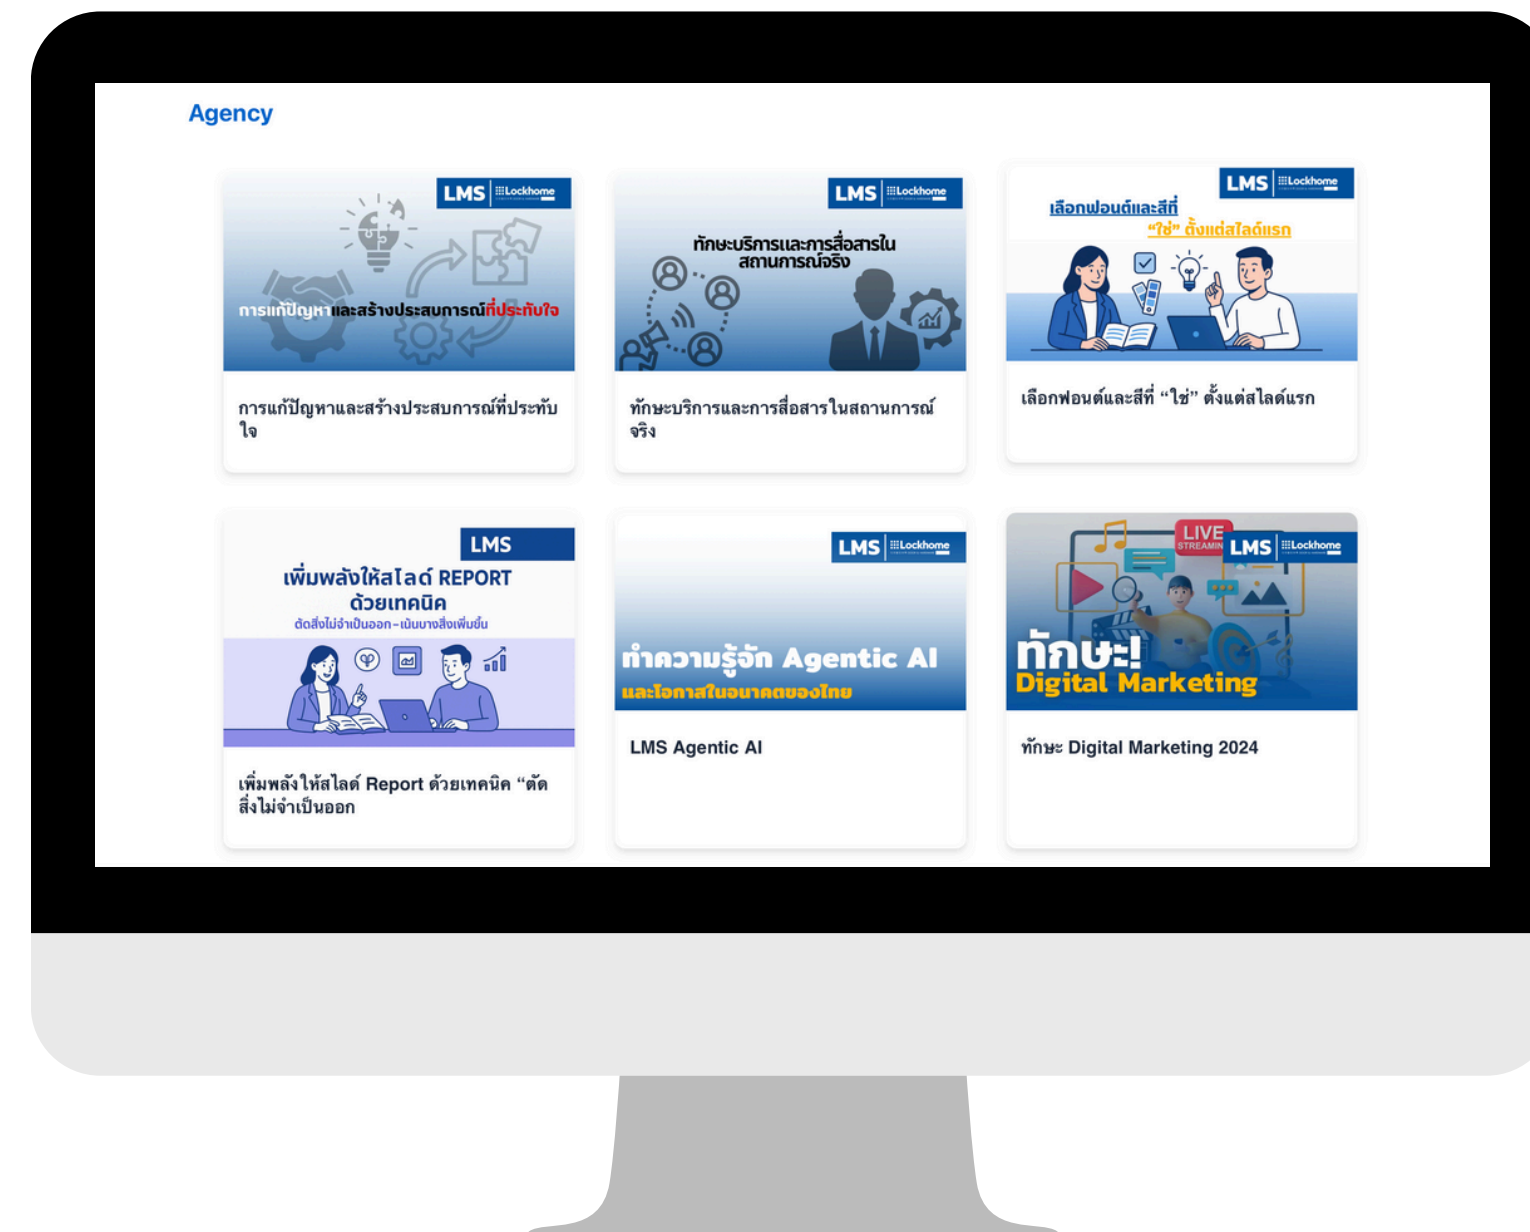 Agency
LMS Lockhome
การแก้ปัญหาและสร้างประสบการณ์ที่ประทับใจ
การแก้ปัญหาและสร้างประสบการณ์ที่ประทับ
ใจ
LMS Lockhome
ทักษะบริการและการสื่อสารใน
สถานการณ์จริง
ทักษะบริการและการสื่อสารในสถานการณ์
จริง
LMS Lockhome
เลือกฟอนต์และสีที่
“ใช่” ตั้งแต่สไลด์แรก
เลือกฟอนต์และสีที่ “ใช่” ตั้งแต่สไลด์แรก
LMS
เพิ่มพลังให้สไลด์ REPORT
ด้วยเทคนิค
ตัดสิ่งไม่จำเป็นออก-เน้นบางสิ่งเพิ่มขึ้น
เพิ่มพลังให้สไลด์ Report ด้วยเทคนิค “ตัด
สิ่งไม่จำเป็นออก
LMS Lockhome
ทำความรู้จัก Agentic AI
และโอกาสในอนาคตของไทย
LMS Agentic AI
LIVE
LMS Lockhome
ทักษะ!
Digital Marketing
ทักษะ Digital Marketing 2024